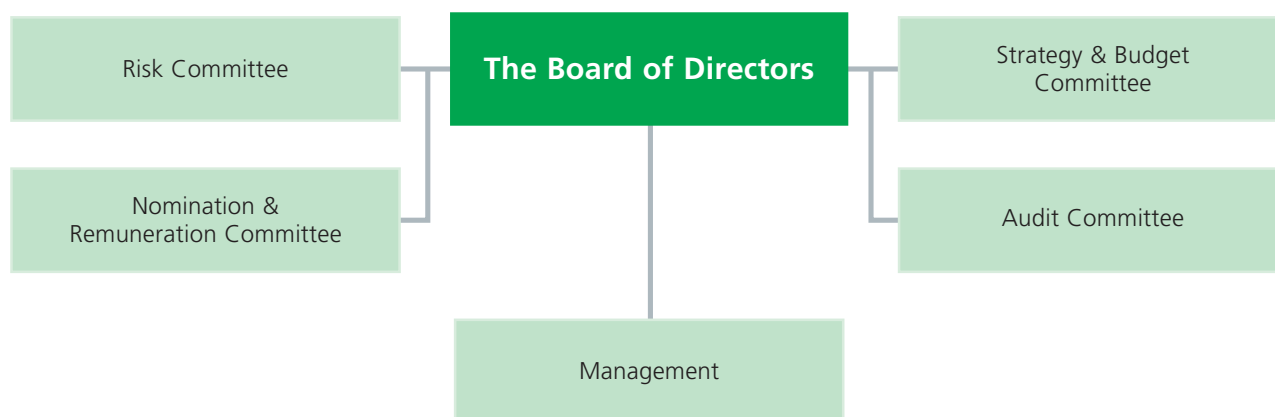 Risk Committee
The Board of Directors
Strategy & Budget
Committee
Nomination &
Remuneration Committee
Audit Committee
Management